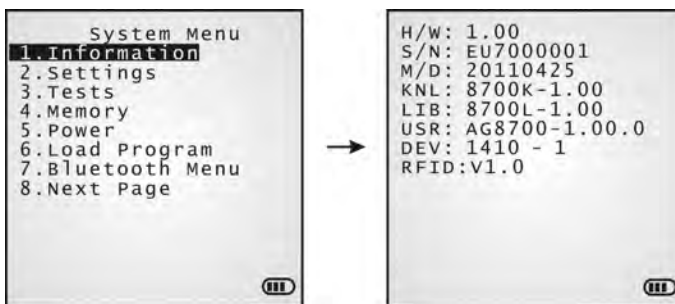 System Menu
1.Information
2.Settings
3.Tests
4.Memory
5.Power
6.Load Program
7.Bluetooth Menu
8.Next Page
H/W: 1.00
S/N: EU7000001
M/D: 20110425
KNL: 8700K-1.00
LIB: 8700L-1.00
USR: AG8700-1.00.0
DEV: 1410 - 1
RFID:V1.0